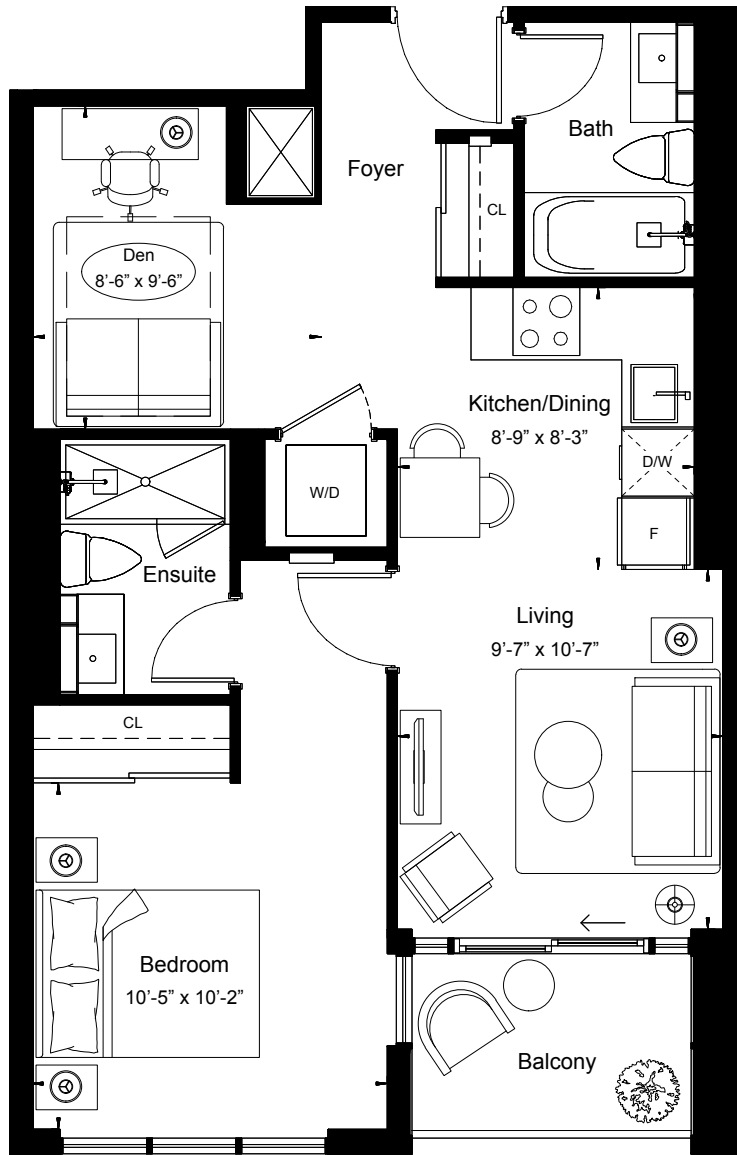 Bath
Foyer
CL
Den
8’-6” x 9’-6”
Kitchen/Dining
8’-9” x 8’-3”
D/W
W/D
F
Ensuite
Living
9’-7” x 10’-7”
CL
Bedroom
10’-5” x 10’-2”
Balcony